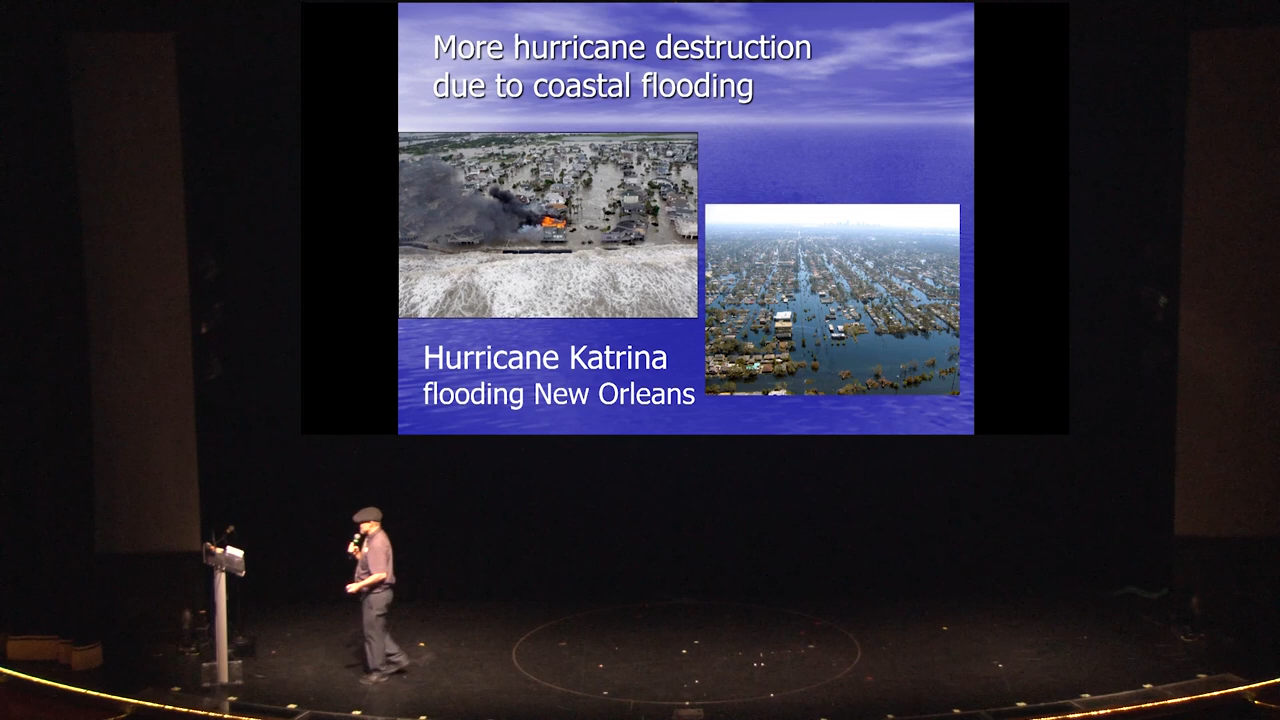 More hurricane destruction
due to coastal flooding
Hurricane Katrina
flooding New Orleans